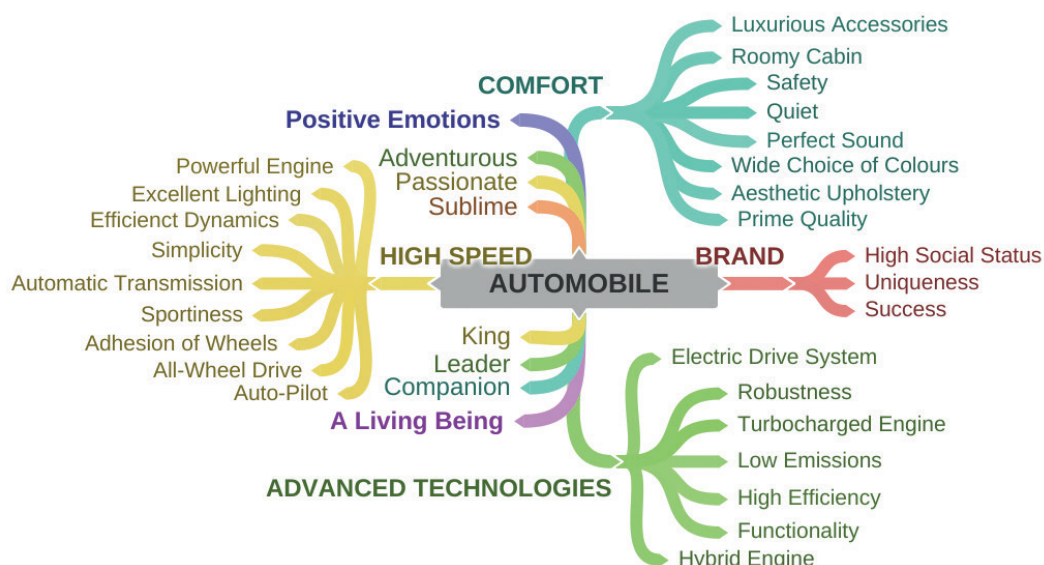 Luxurious Accessories
Roomy Cabin
COMFORT
Safety
Quiet
Perfect Sound
Wide Choice of Colours
Aesthetic Upholstery
Prime Quality
Positive Emotions
Adventurous
Passionate
Sublime
Powerful Engine
Excellent Lighting
Efficienct Dynamics
Simplicity
Automatic Transmission
Sportiness
Adhesion of Wheels
All-Wheel Drive
Auto-Pilot
HIGH SPEED
AUTOMOBILE
BRAND
High Social Status
Uniqueness
Success
King
Leader
Companion
A Living Being
ADVANCED TECHNOLOGIES
Electric Drive System
Robustness
Turbocharged Engine
Low Emissions
High Efficiency
Functionality
Hybrid Engine